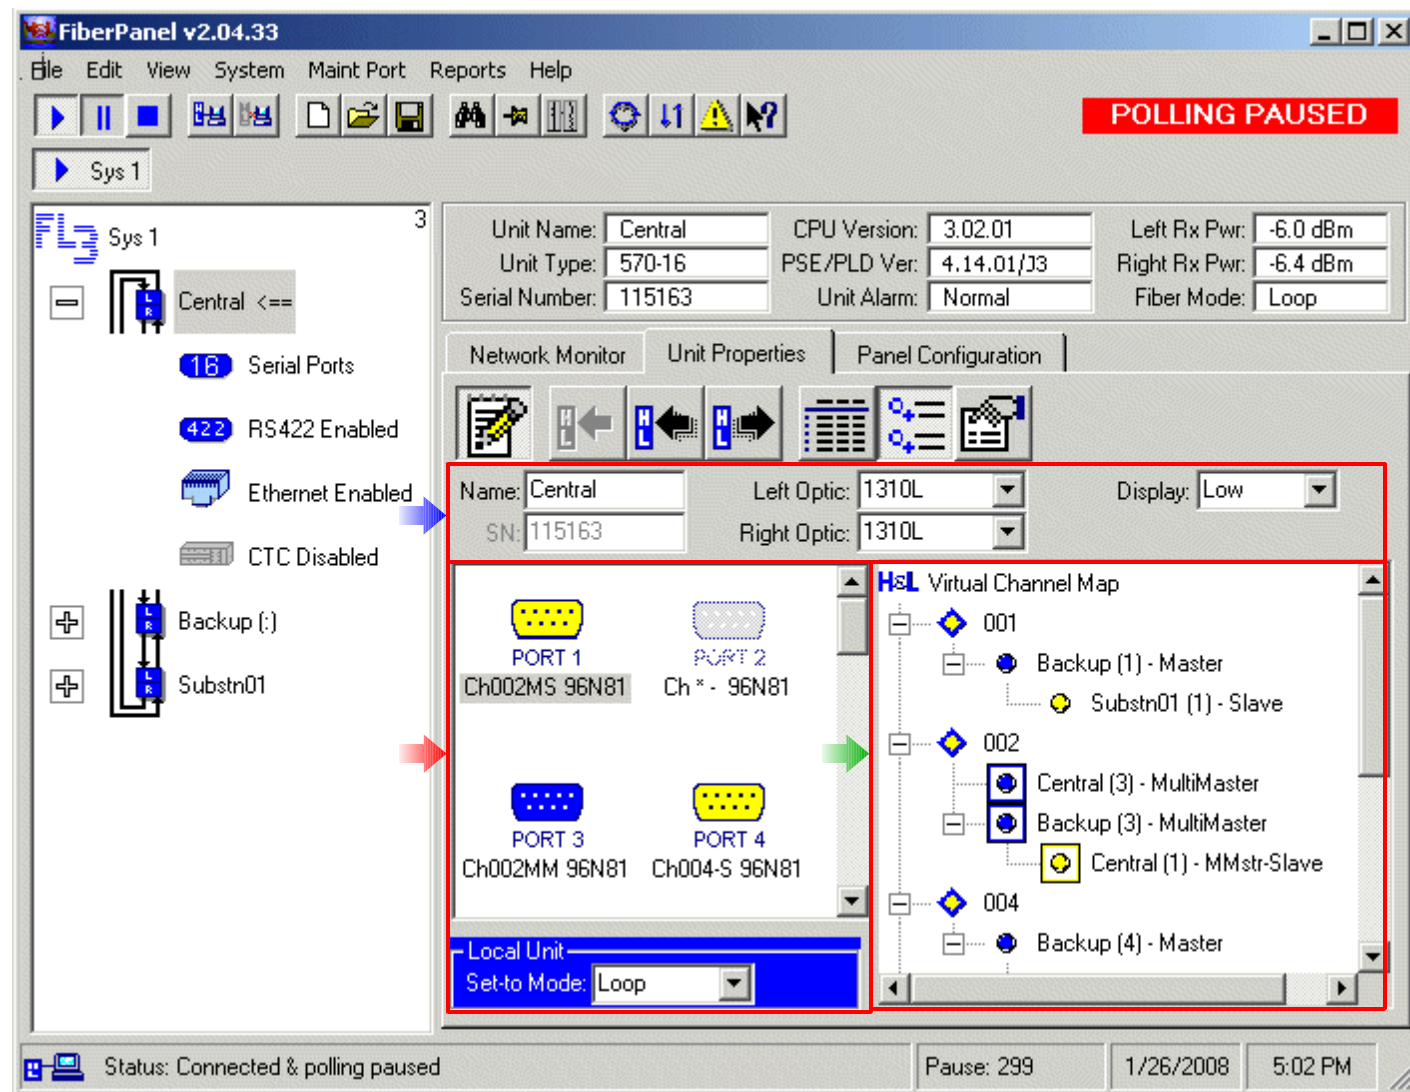 FiberPanel v2.04.33
File Edit View System Maint Port Reports Help
POLLING PAUSED
Sys 1
FL3 Sys 1 3
Central <==
16 Serial Ports
422 RS422 Enabled
Ethernet Enabled
CTC Disabled
Backup (:)
Substn01
Unit Name: Central CPU Version: 3.02.01 Left Rx Pwr: -6.0 dBm
Unit Type: 570-16 PSE/PLD Ver: 4.14.01/J3 Right Rx Pwr: -6.4 dBm
Serial Number: 115163 Unit Alarm: Normal Fiber Mode: Loop
Network Monitor Unit Properties Panel Configuration
Name: Central Left Optic: 1310L Display: Low
SN: 115163 Right Optic: 1310L
PORT 1 PORT 2
Ch002MS 96N81 Ch * - 96N81
PORT 3 PORT 4
Ch002MM 96N81 Ch004-S 96N81
Local Unit
Set-to Mode: Loop
H&L Virtual Channel Map
001
Backup (1) - Master
Substn01 (1) - Slave
002
Central (3) - MultiMaster
Backup (3) - MultiMaster
Central (1) - MMstr-Slave
004
Backup (4) - Master
Status: Connected & polling paused Pause: 299 1/26/2008 5:02 PM